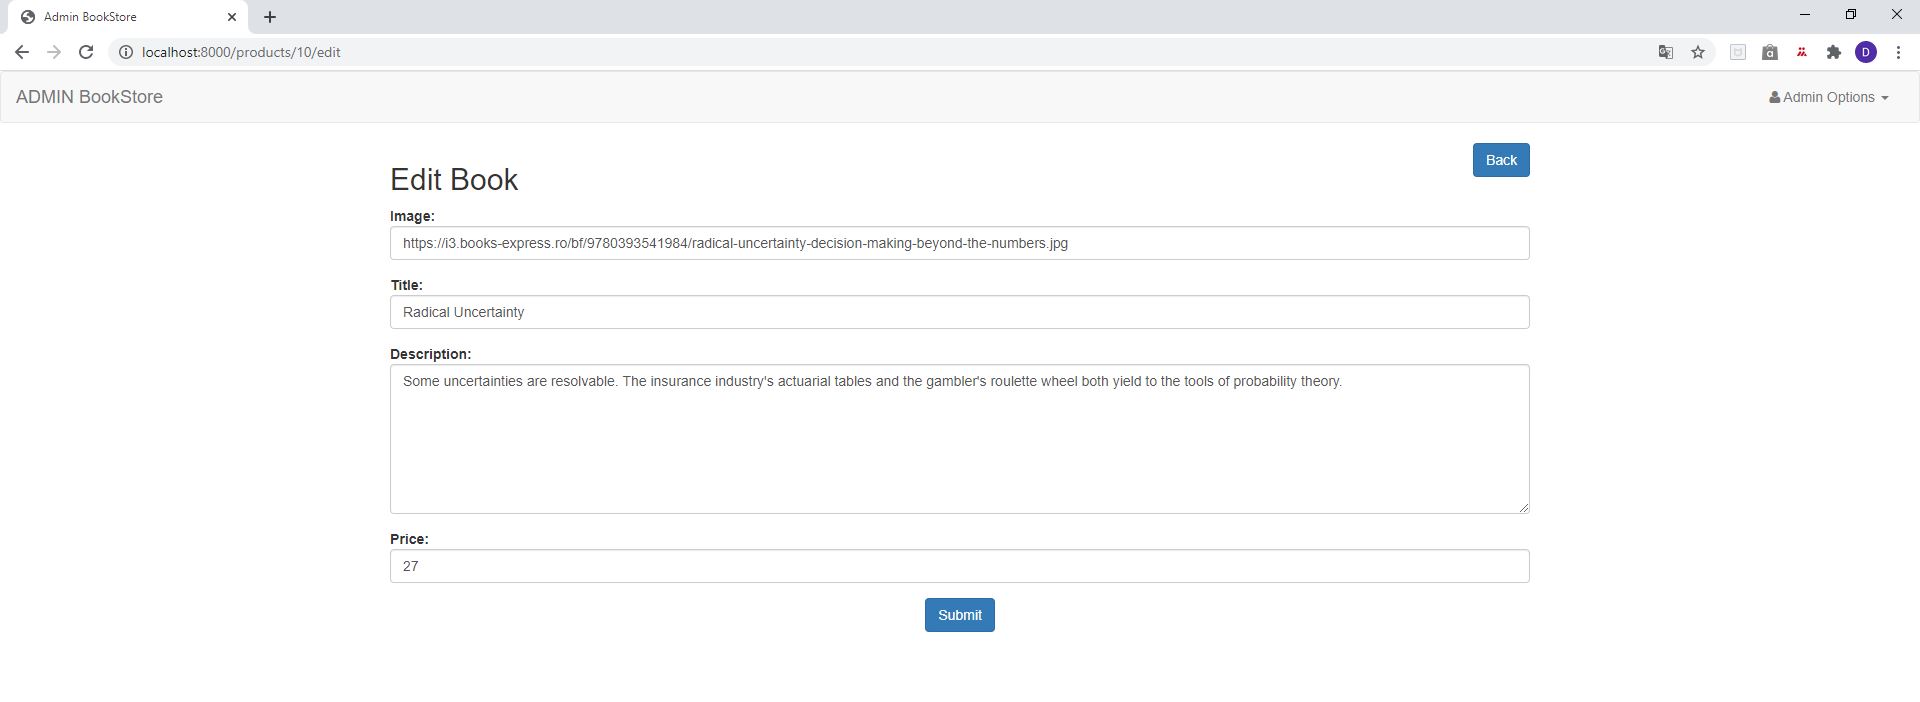 Admin BookStore
localhost:8000/products/10/edit
D
ADMIN BookStore
Admin Options
Back
Edit Book
Image:
https://i3.books-express.ro/bf/9780393541984/radical-uncertainty-decision-making-beyond-the-numbers.jpg
Title:
Radical Uncertainty
Description:
Some uncertainties are resolvable. The insurance industry's actuarial tables and the gambler's roulette wheel both yield to the tools of probability theory.
Price:
27
Submit